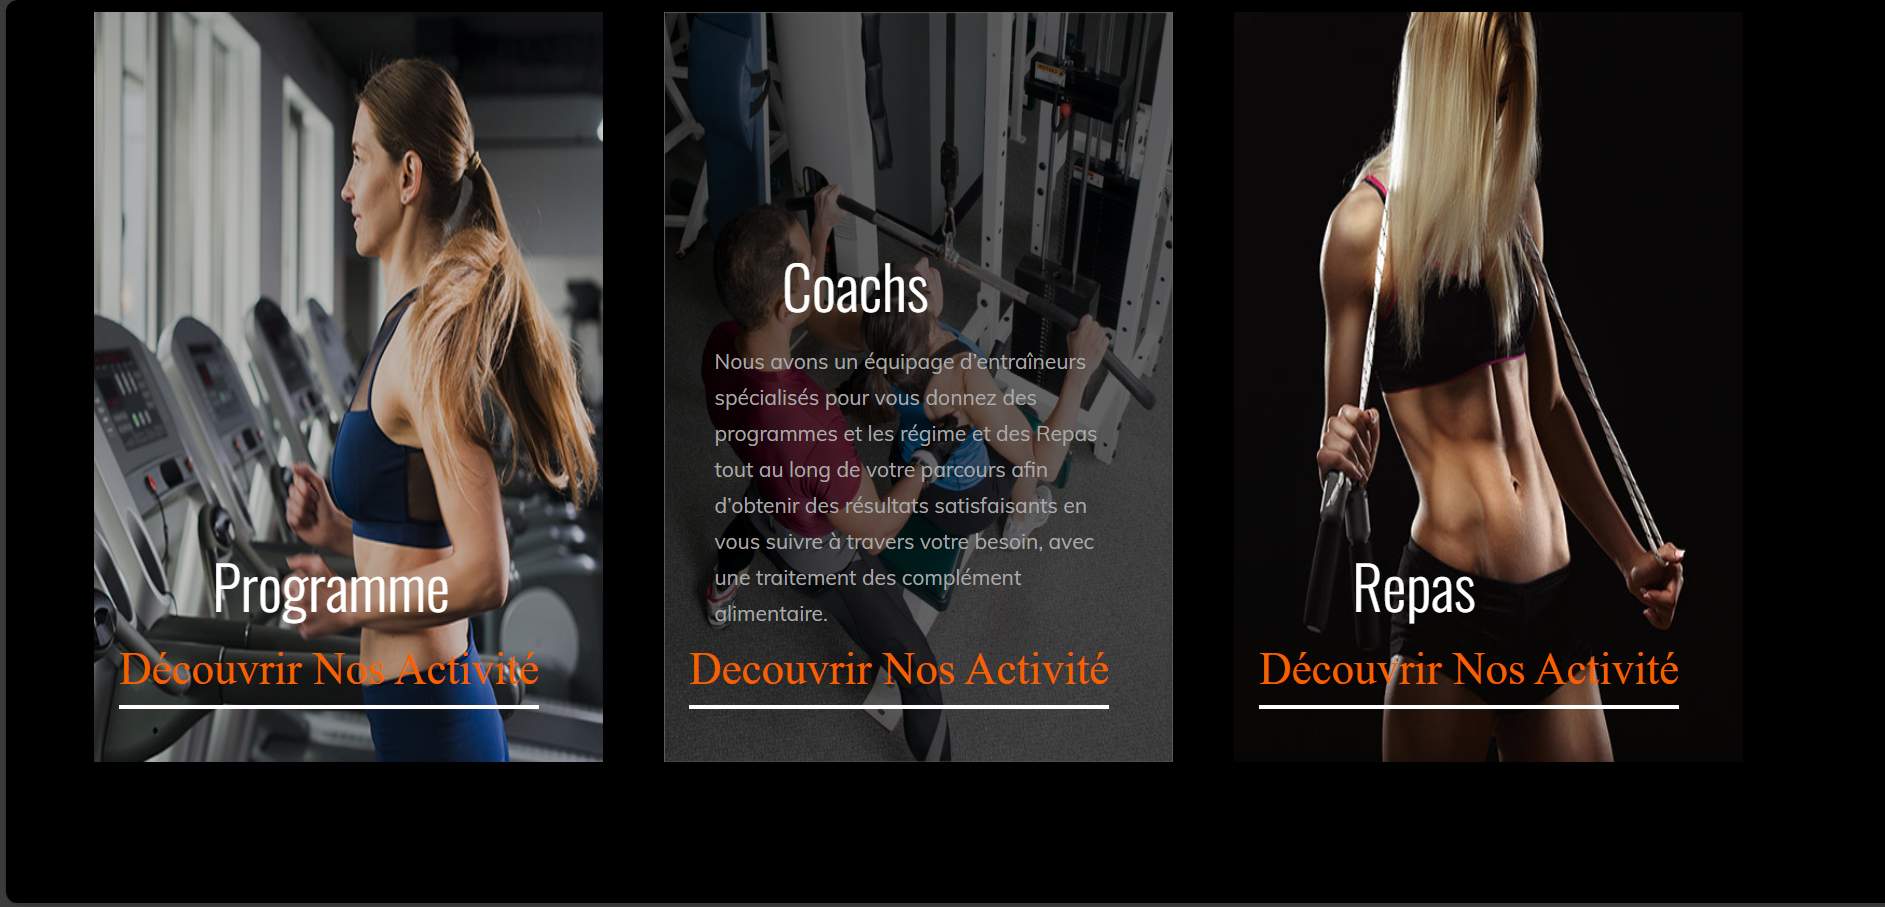 Programme
Découvrir Nos Activité
Coachs
Nous avons un équipage d’entraîneurs
spécialisés pour vous donnez des
programmes et les régime et des Repas
tout au long de votre parcours afin
d’obtenir des résultats satisfaisants en
vous suivre à travers votre besoin, avec
une traitement des complément
alimentaire.
Decouvrir Nos Activité
Repas
Découvrir Nos Activité